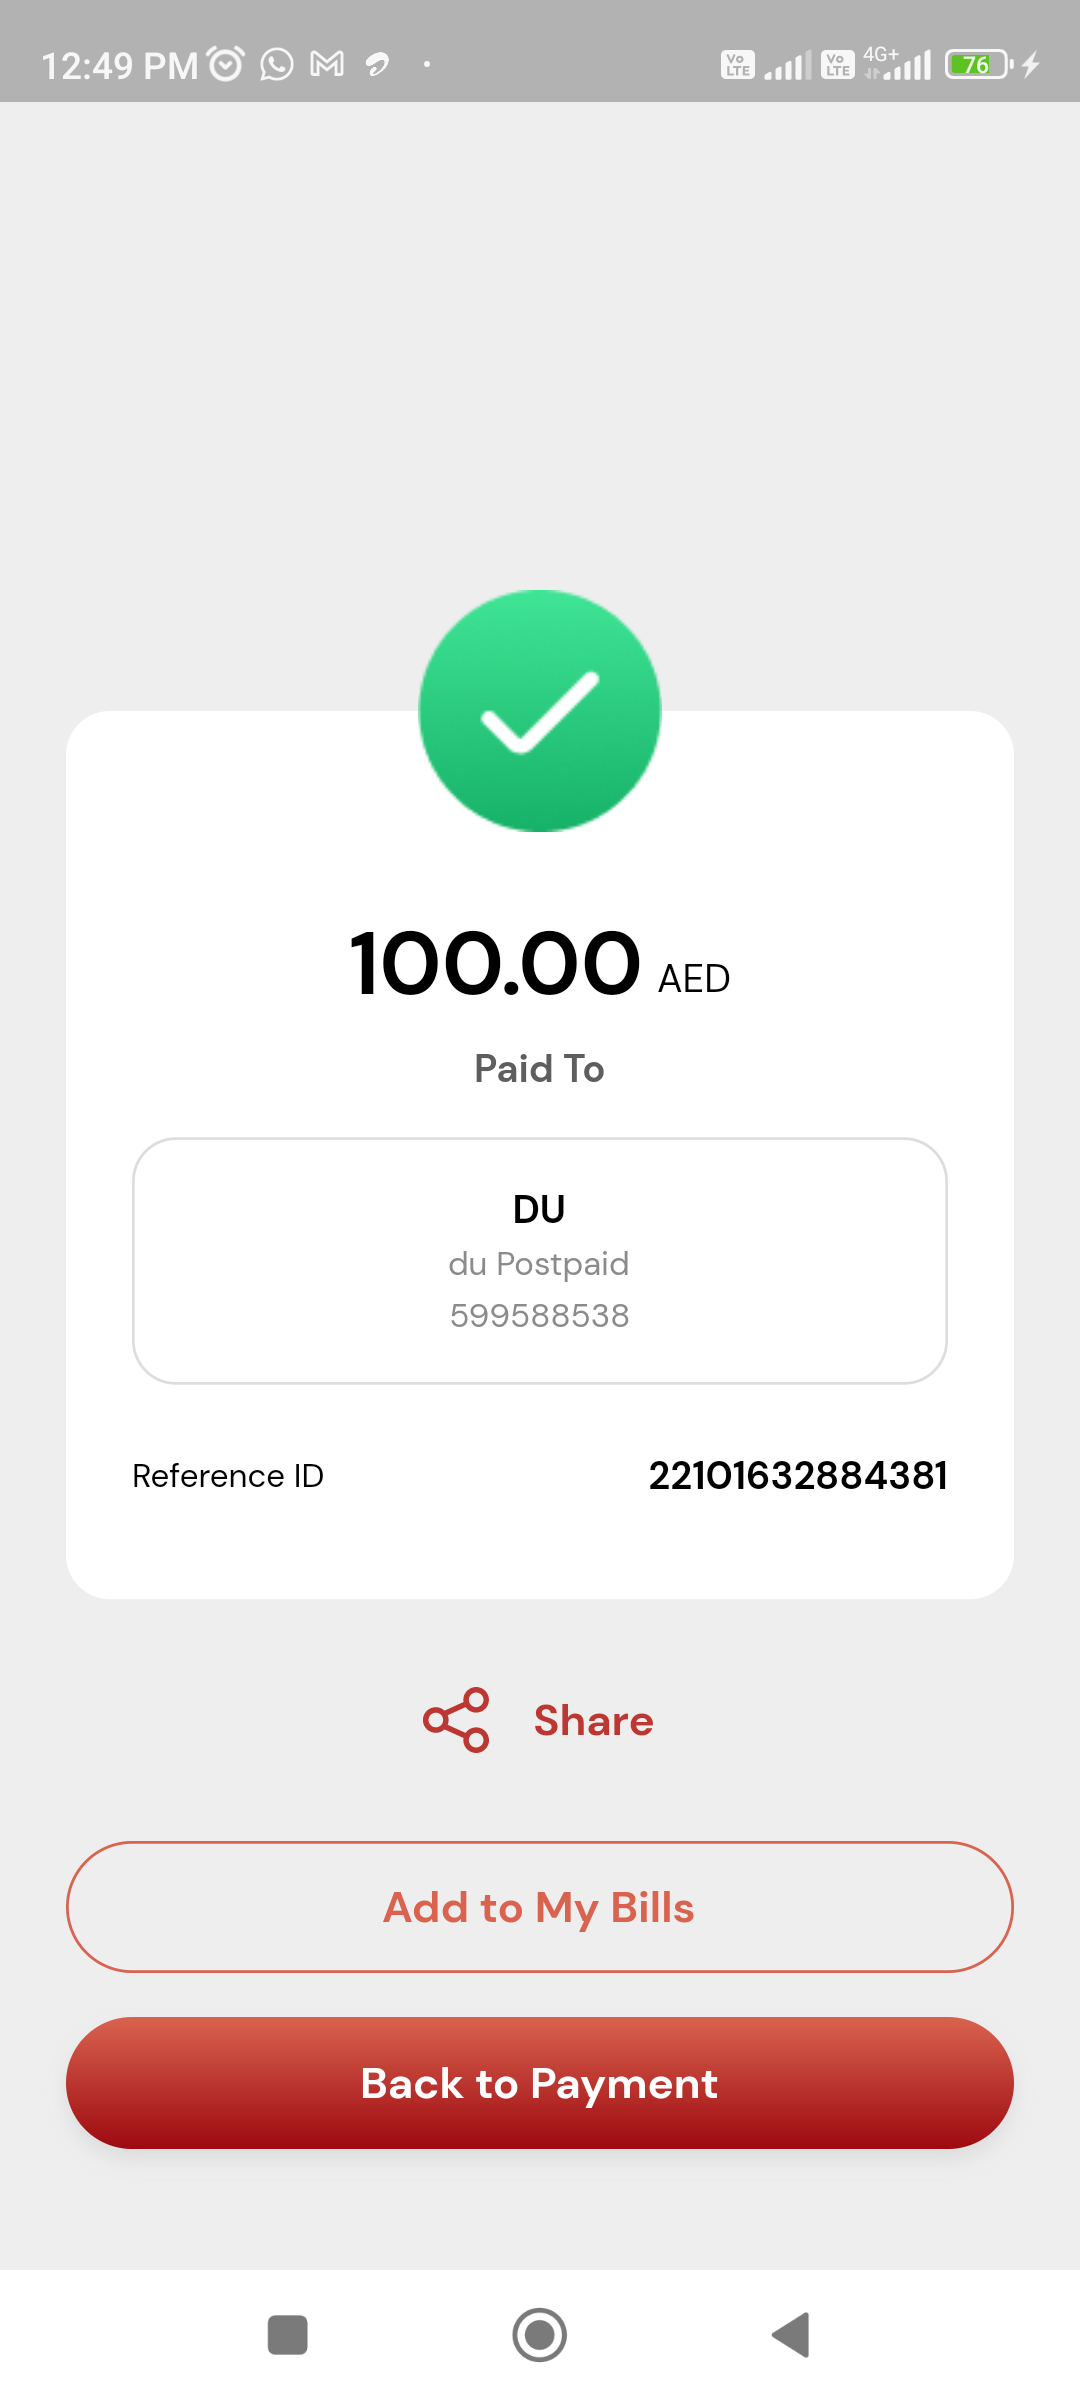 12:49 PM
Vo LTE Vo LTE 4G+ 76
100.00 AED
Paid To
DU
du Postpaid
599588538
Reference ID 22101632884381
Share
Add to My Bills
Back to Payment